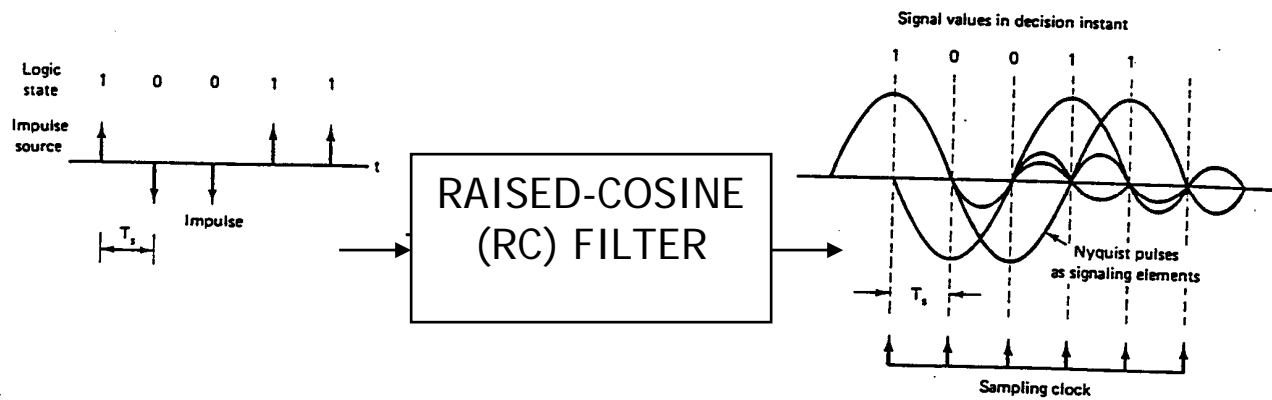 Logic
state
1 0 0 1 1
Impulse
source
t
Impulse
T_s
RAISED-COSINE
(RC) FILTER
Signal values in decision instant
1 0 0 1 1
Nyquist pulses
as signaling elements
T_s
Sampling clock